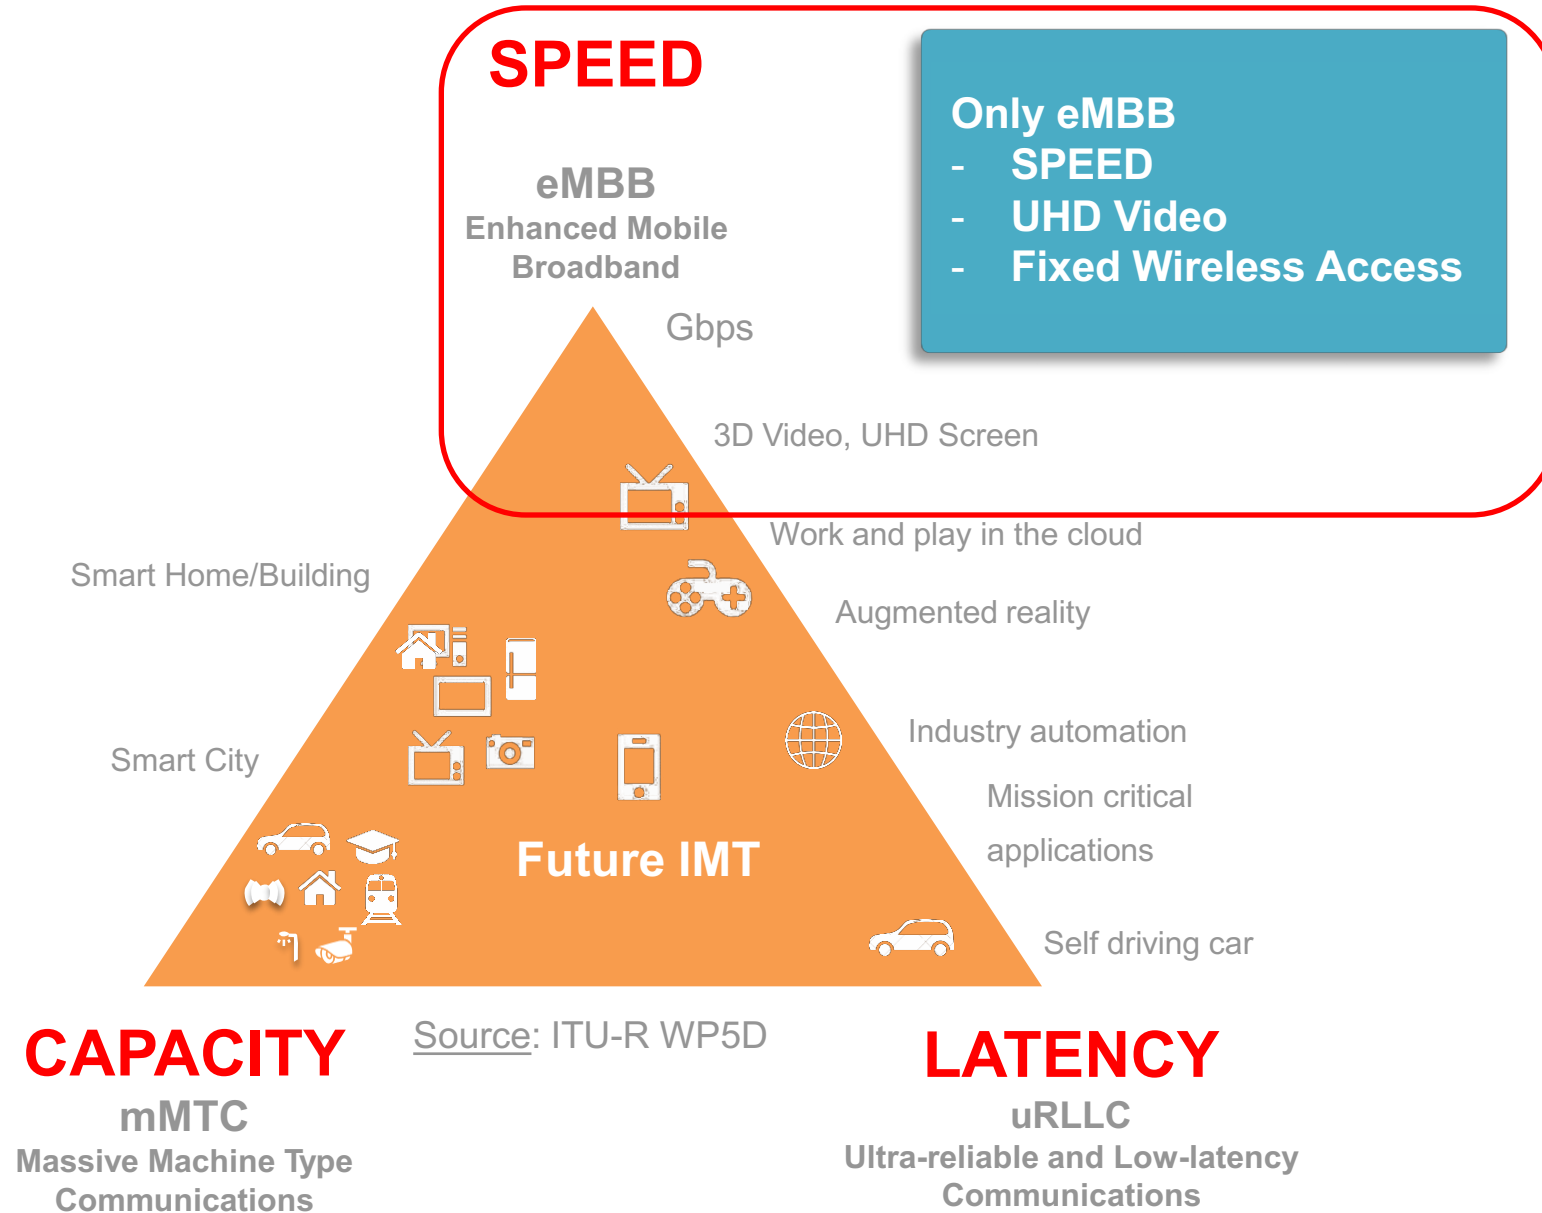 SPEED
Only eMBB
- SPEED
- UHD Video
- Fixed Wireless Access
eMBB
Enhanced Mobile
Broadband
Gbps
3D Video, UHD Screen
Work and play in the cloud
Smart Home/Building
Augmented reality
Industry automation
Smart City
Mission critical
applications
Future IMT
Self driving car
Source: ITU-R WP5D
CAPACITY
mMTC
Massive Machine Type
Communications
LATENCY
uRLLC
Ultra-reliable and Low-latency
Communications